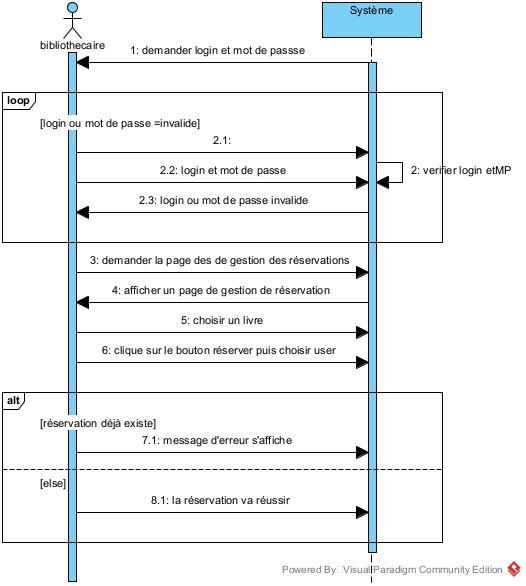 Système
bibliothecaire
1: demander login et mot de passse
loop
[login ou mot de passe =invalide]
2.1:
2.2: login et mot de passe
2: verifier login etMP
2.3: login ou mot de passe invalide
3: demander la page des de gestion des réservations
4: afficher un page de gestion de réservation
5: choisir un livre
6: clique sur le bouton réserver puis choisir user
alt
[réservation déjà existe]
7.1: message d'erreur s'affiche
[else]
8.1: la réservation va réussir
Powered By Visual Paradigm Community Edition